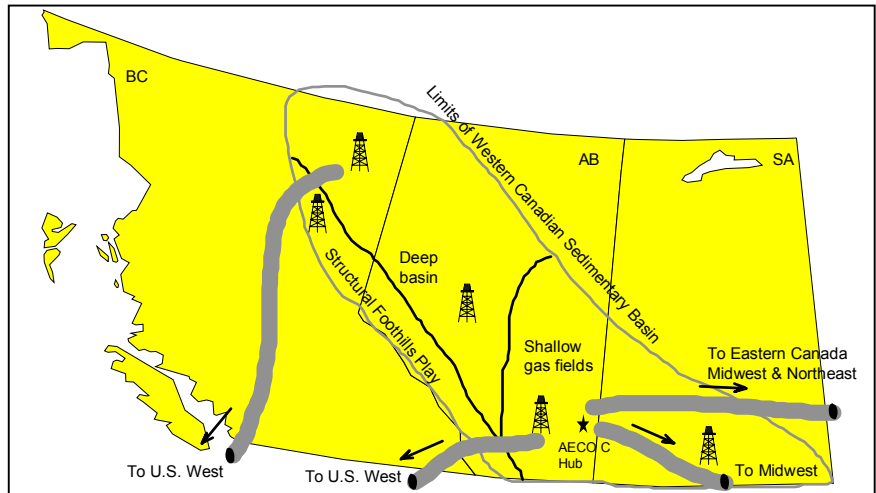 BC
Limits of Western Canadian Sedimentary Basin
AB
SA
Deep
basin
Structural Foothills Play
Shallow
gas fields
To Eastern Canada
Midwest & Northeast
AECO C
Hub
To U.S. West
To U.S. West
To Midwest